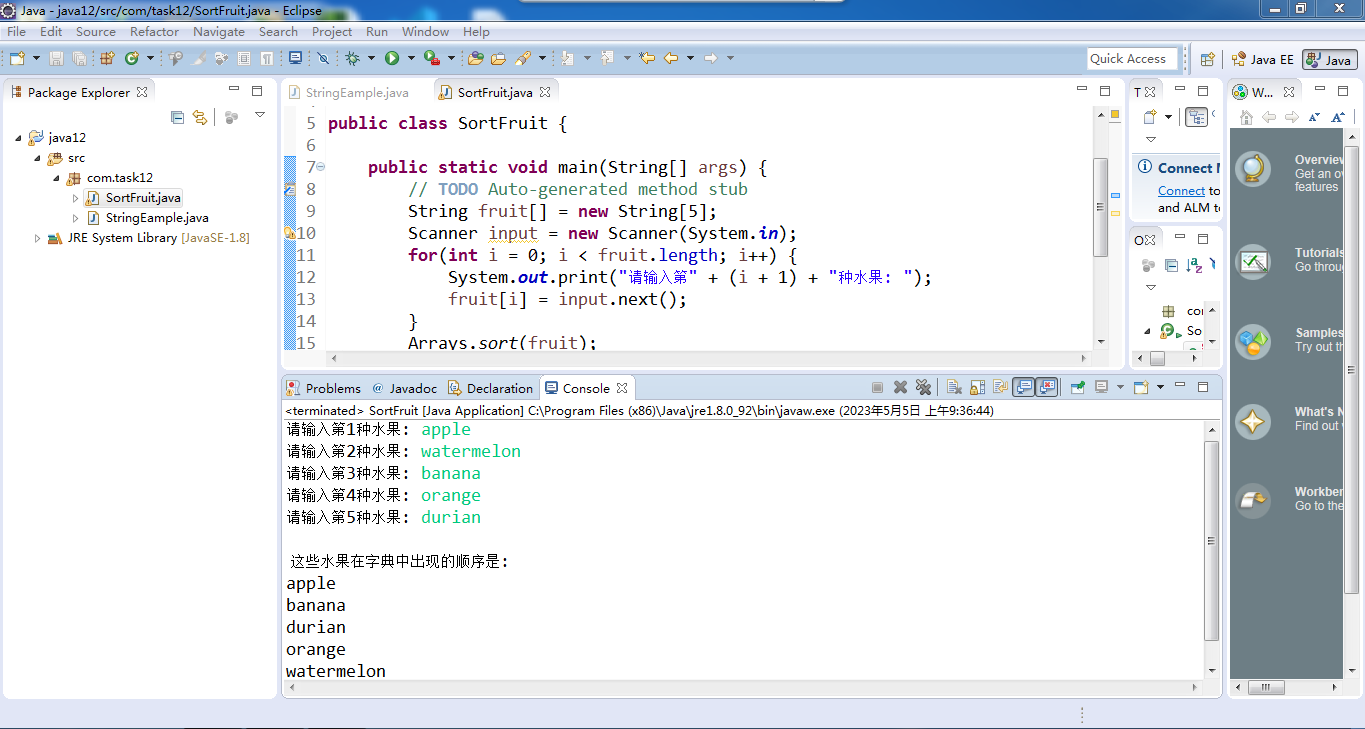 Java - java12/src/com/task12/SortFruit.java - Eclipse
File Edit Source Refactor Navigate Search Project Run Window Help
Quick Access
Java EE
Java
Package Explorer
java12
src
com.task12
SortFruit.java
StringEample.java
JRE System Library [JavaSE-1.8]
StringEample.java
SortFruit.java
5 public class SortFruit {
6
7 public static void main(String[] args) {
8 // TODO Auto-generated method stub
9 String fruit[] = new String[5];
10 Scanner input = new Scanner(System.in);
11 for(int i = 0; i < fruit.length; i++) {
12 System.out.print("请输入第" + (i + 1) + "种水果: ");
13 fruit[i] = input.next();
14 }
15 Arrays.sort(fruit);
T
Connect
Connect to
and ALM
O
So
W...
Overview
Get an
features
Tutorials
Go
Samples
Try out
What's
Find out
Go to the
Problems @ Javadoc Declaration Console
<terminated> SortFruit [Java Application] C:\Program Files (x86)\Java\jre1.8.0_92\bin\javaw.exe (2023年5月5日 上午9:36:44)
请输入第1种水果: apple
请输入第2种水果: watermelon
请输入第3种水果: banana
请输入第4种水果: orange
请输入第5种水果: durian
这些水果在字典中出现的顺序是:
apple
banana
durian
orange
watermelon